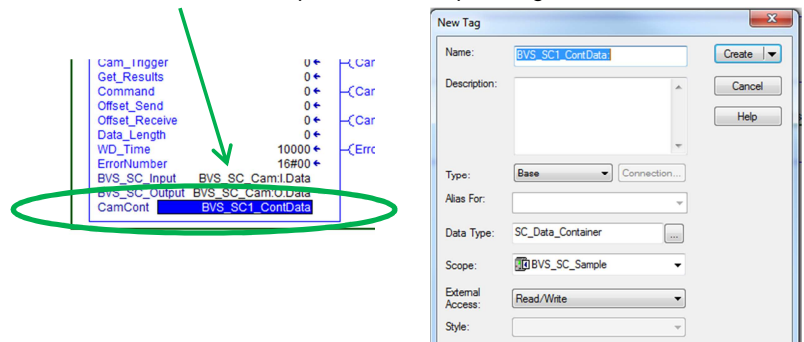 Cam_Trigger 0
Get_Results 0
Command 0
Offset_Send 0
Offset_Receive 0
Data_Length 0
WD_Time 10000
ErrorNumber 16#00
BVS_SC_Input BVS_SC_Cam:I.Data
BVS_SC_Output BVS_SC_Cam:O.Data
CamCont BVS_SC1_ContData
(Car
(Car
(Car
(Errc
New Tag
Name: BVS_SC1_ContData: Create
Description: Cancel
Help
Type: Base Connection...
Alias For:
Data Type: SC_Data_Container ...
Scope: BVS_SC_Sample
External
Access: Read/Write
Style: